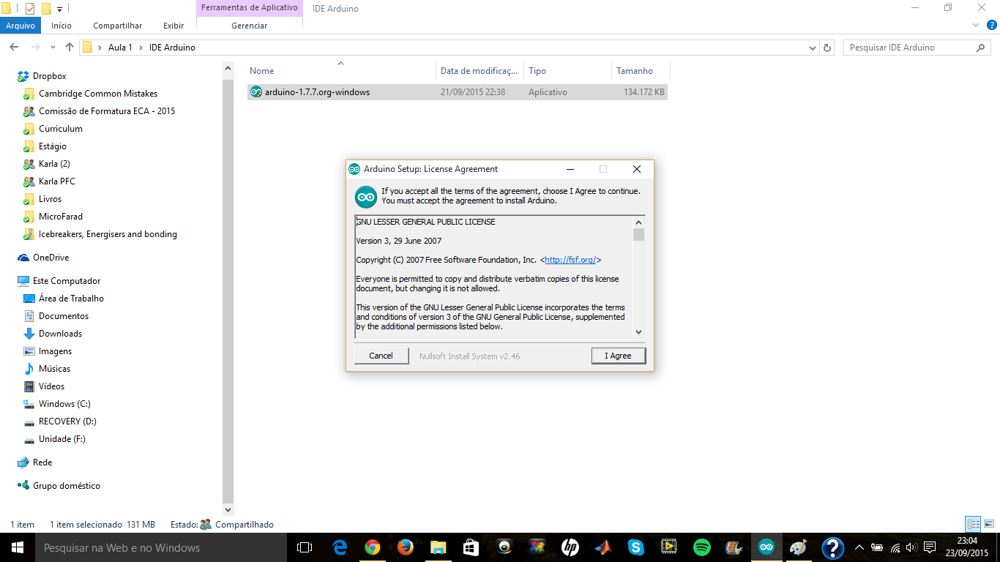 Ferramentas de Aplicativo
IDE Arduino
Arquivo
Início
Compartilhar
Exibir
Gerenciar
Aula 1
IDE Arduino
Pesquisar IDE Arduino
Dropbox
Cambridge Common Mistakes
Comissão de Formatura ECA - 2015
Curriculum
Estágio
Karla (2)
Karla PFC
Livros
MicroFarad
Icebreakers, Energisers and bonding
OneDrive
Este Computador
Área de Trabalho
Documentos
Downloads
Imagens
Músicas
Vídeos
Windows (C:)
RECOVERY (D:)
Unidade (F:)
Rede
Grupo doméstico
Nome
Data de modificaç...
Tipo
Tamanho
arduino-1.7.7.org-windows
21/09/2015 22:38
Aplicativo
134.172 KB
Arduino Setup: License Agreement
If you accept all the terms of the agreement, choose I Agree to continue.
You must accept the agreement to install Arduino.
GNU LESSER GENERAL PUBLIC LICENSE
Version 3, 29 June 2007
Copyright (C) 2007 Free Software Foundation, Inc. <http://fsf.org/>
Everyone is permitted to copy and distribute verbatim copies of this license
document, but changing it is not allowed.
This version of the GNU Lesser General Public License incorporates the terms
and conditions of version 3 of the GNU General Public License, supplemented
by the additional permissions listed below.
Cancel
Nullsoft Install System v2.46
I Agree
1 item
1 item selecionado 131 MB
Estado:
Compartilhado
Pesquisar na Web e no Windows
23:04
23/09/2015